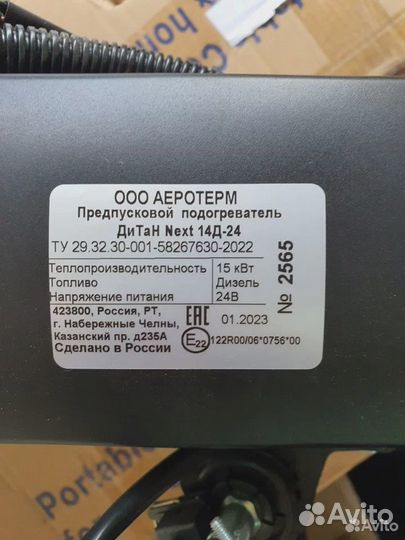 ООО АЕРОТЕРМ
Предпусковой подогреватель
ДиТаН Next 14Д-24
ТУ 29.32.30-001-58267630-2022
Теплопроизводительность 15 кВт
Топливо Дизель
Напряжение питания 24В
423800, Россия, РТ,
г. Набережные Челны,
Казанский пр. д235А
Сделано в России
ЕАС 01.2023
E22 122R00/06*0756*00
№ 2565
Portable
Avito